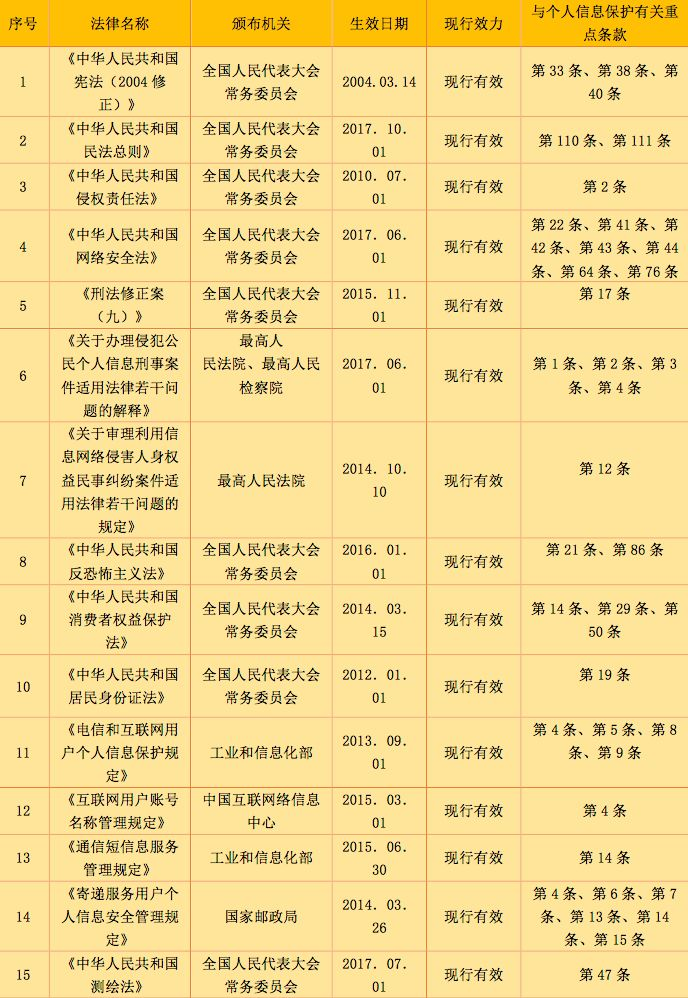 序号 法律名称 颁布机关 生效日期 现行效力 与个人信息保护有关重
点条款
1 《中华人民共和国
宪法（2004 修
正）》 全国人民代表大会
常务委员会 2004.03.14 现行有效 第 33 条、第 38 条、第
40 条
2 《中华人民共和国
民法总则》 全国人民代表大会
常务委员会 2017. 10.
01 现行有效 第 110 条、第 111 条
3 《中华人民共和国
侵权责任法》 全国人民代表大会
常务委员会 2010. 07.
01 现行有效 第 2 条
4 《中华人民共和国
网络安全法》 全国人民代表大会
常务委员会 2017. 06.
01 现行有效 第 22 条、第 41 条、第
42 条、第 43 条、第 44
条、第 64 条、第 76 条
5 《刑法修正案
（九）》 全国人民代表大会
常务委员会 2015. 11.
01 现行有效 第 17 条
6 《关于办理侵犯公
民个人信息刑事案
件适用法律若干问
题的解释》 最高人
民法院、最高人民
检察院 2017. 06.
01 现行有效 第 1 条、第 2 条、第 3
条、第 4 条
7 《关于审理利用信
息网络侵害人身权
益民事纠纷案件适
用法律若干问题的
规定》 最高人民法院 2014. 10.
10 现行有效 第 12 条
8 《中华人民共和国
反恐怖主义法》 全国人民代表大会
常务委员会 2016. 01.
01 现行有效 第 21 条、第 86 条
9 《中华人民共和国
消费者权益保护
法》 全国人民代表大会
常务委员会 2014. 03.
15 现行有效 第 14 条、第 29 条、第
50 条
10 《中华人民共和国
居民身份证法》 全国人民代表大会
常务委员会 2012. 01.
01 现行有效 第 19 条
11 《电信和互联网用
户个人信息保护规
定》 工业和信息化部 2013. 09.
01 现行有效 第 4 条、第 5 条、第 8
条、第 9 条
12 《互联网用户账号
名称管理规定》 中国互联网络信息
中心 2015. 03.
01 现行有效 第 4 条
13 《通信短信息服务
管理规定》 工业和信息化部 2015. 06.
30 现行有效 第 14 条
14 《寄递服务用户个
人信息安全管理规
定》 国家邮政局 2014. 03.
26 现行有效 第 4 条、第 6 条、第 7
条、第 13 条、第 14
条、第 15 条
15 《中华人民共和国
测绘法》 全国人民代表大会
常务委员会 2017. 07.
01 现行有效 第 47 条